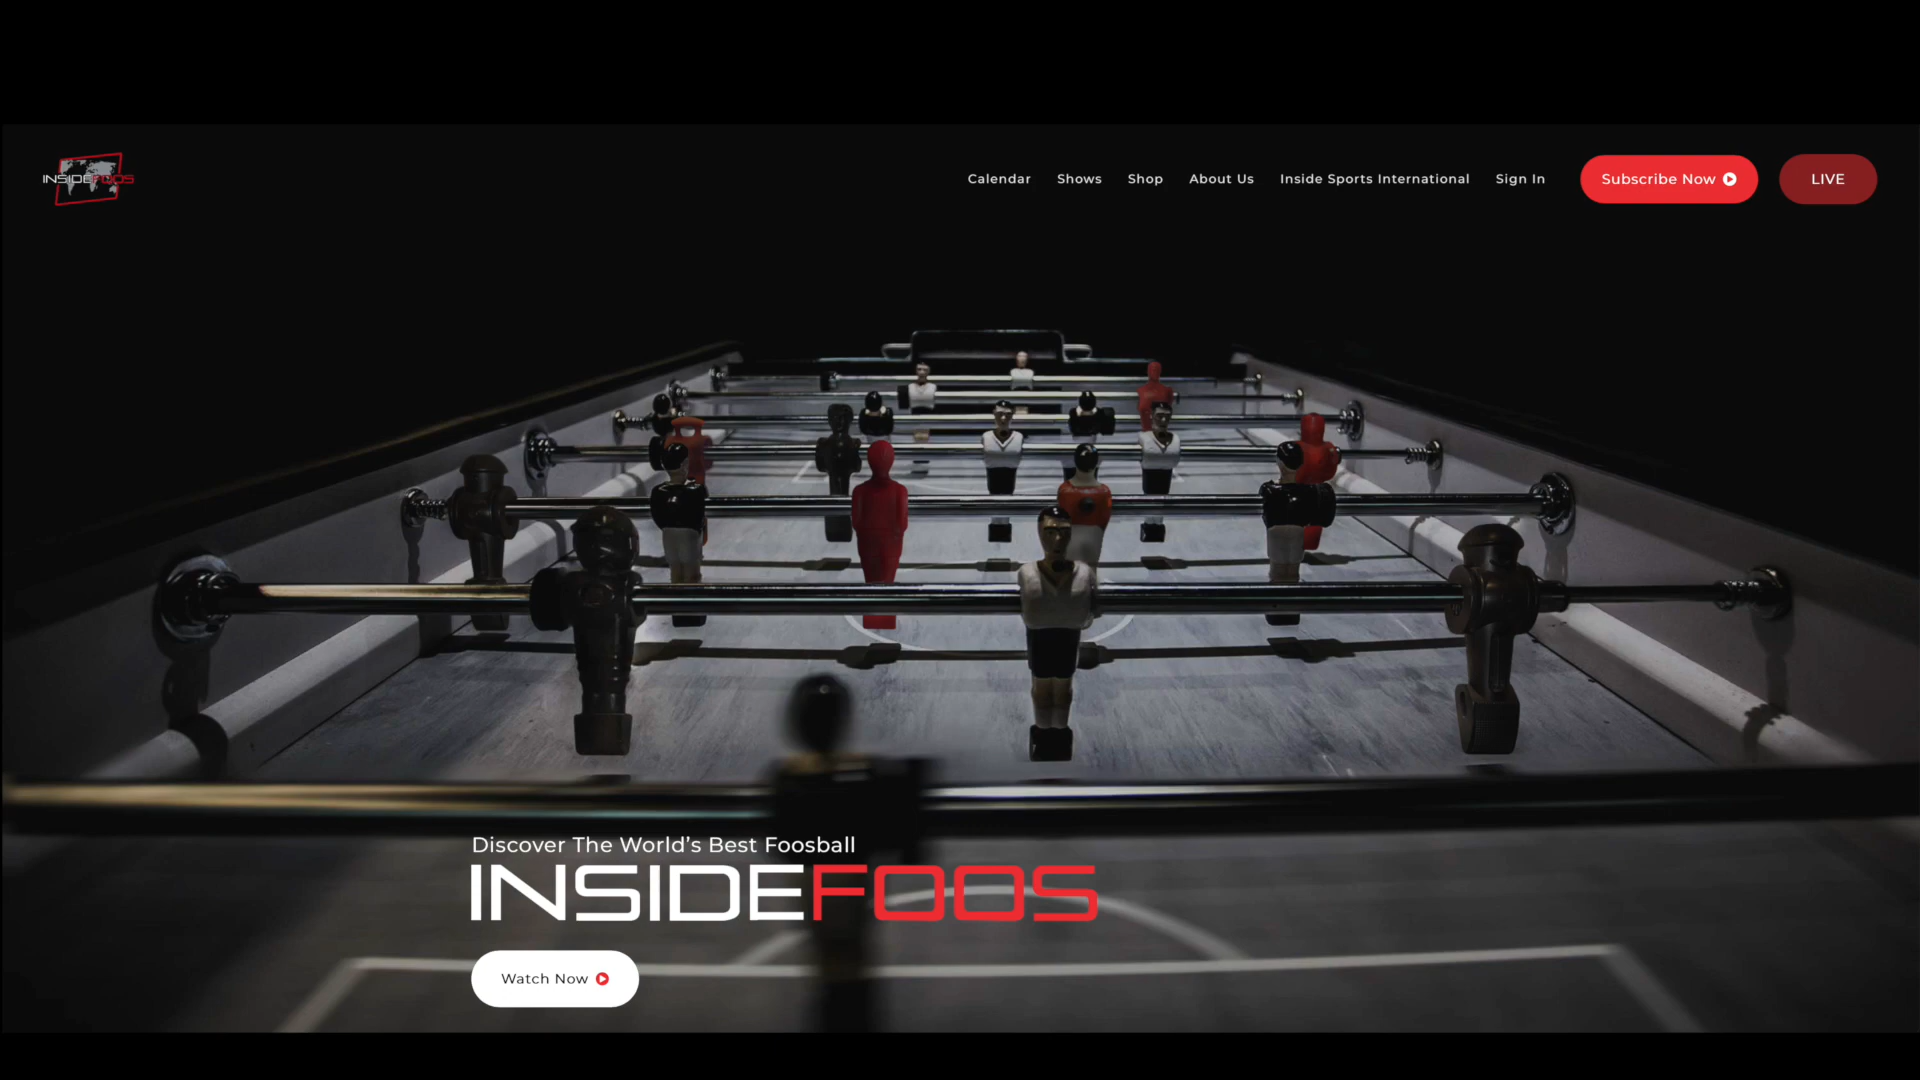 INSIDEFOOS
Calendar
Shows
Shop
About Us
Inside Sports International
Sign In
Subscribe Now
LIVE
Discover The World’s Best Foosball
INSIDEFOOS
Watch Now